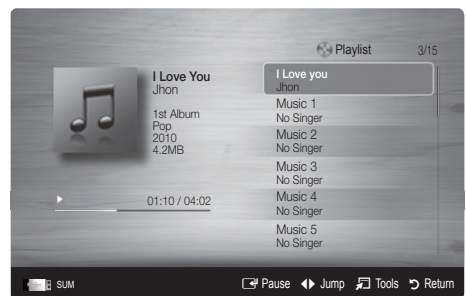 Playlist 3/15
I Love You
Jhon
1st Album
Pop
2010
4.2MB
01:10 / 04:02
I Love you
Jhon
Music 1
No Singer
Music 2
No Singer
Music 3
No Singer
Music 4
No Singer
Music 5
No Singer
SUM Pause Jump Tools Return